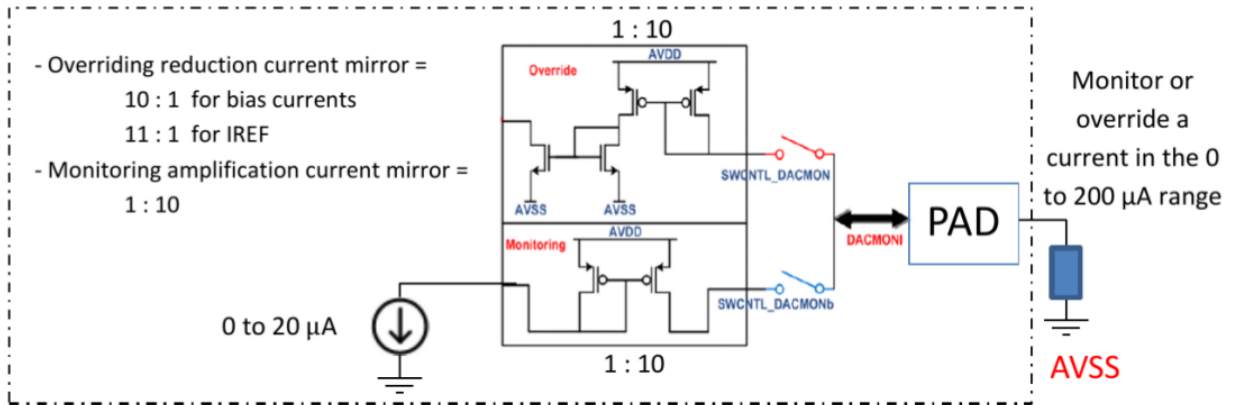 1 : 10
- Overriding reduction current mirror =
10 : 1 for bias currents
11 : 1 for IREF
- Monitoring amplification current mirror =
1 : 10
Override
AVDD
AVSS
AVSS
SWCNTL_DACMON
Monitoring
AVDD
SWCNTL_DACMONb
DACMONI
PAD
0 to 20 µA
1 : 10
Monitor or
override a
current in the 0
to 200 µA range
AVSS